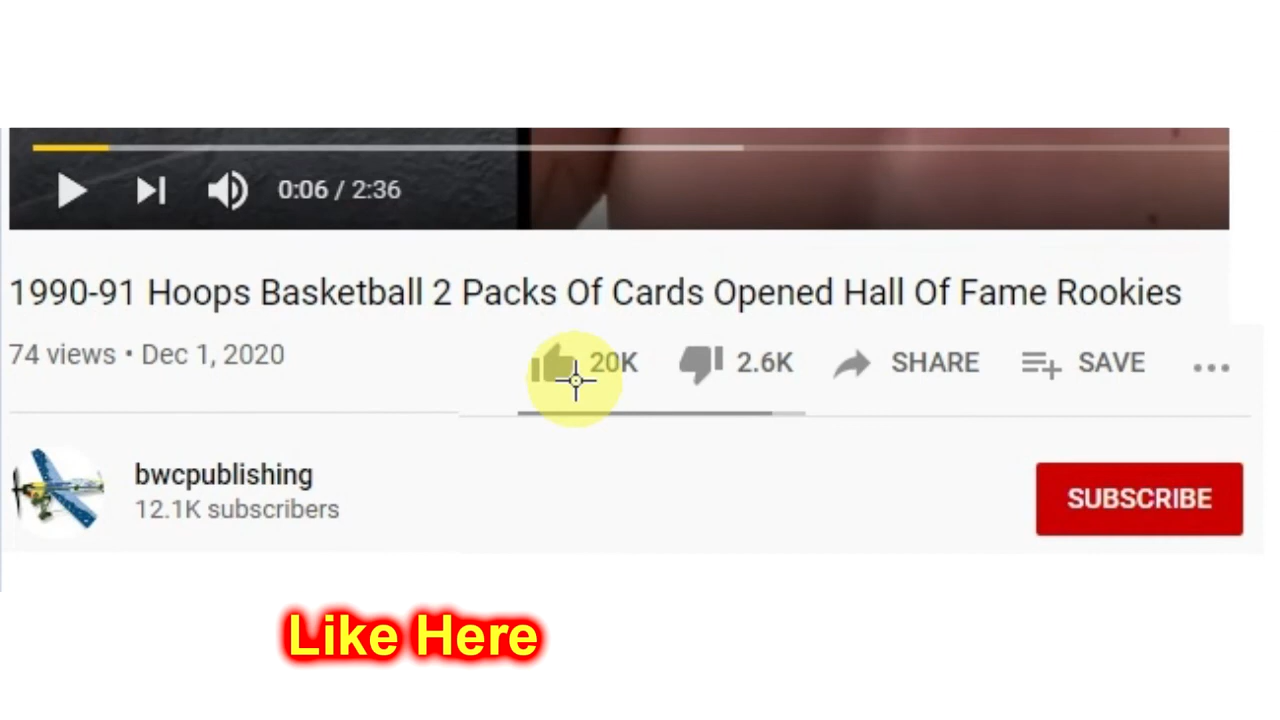 0:06 / 2:36
1990-91 Hoops Basketball 2 Packs Of Cards Opened Hall Of Fame Rookies
74 views • Dec 1, 2020
20K 2.6K SHARE SAVE
bwcpublishing
12.1K subscribers
SUBSCRIBE
Like Here